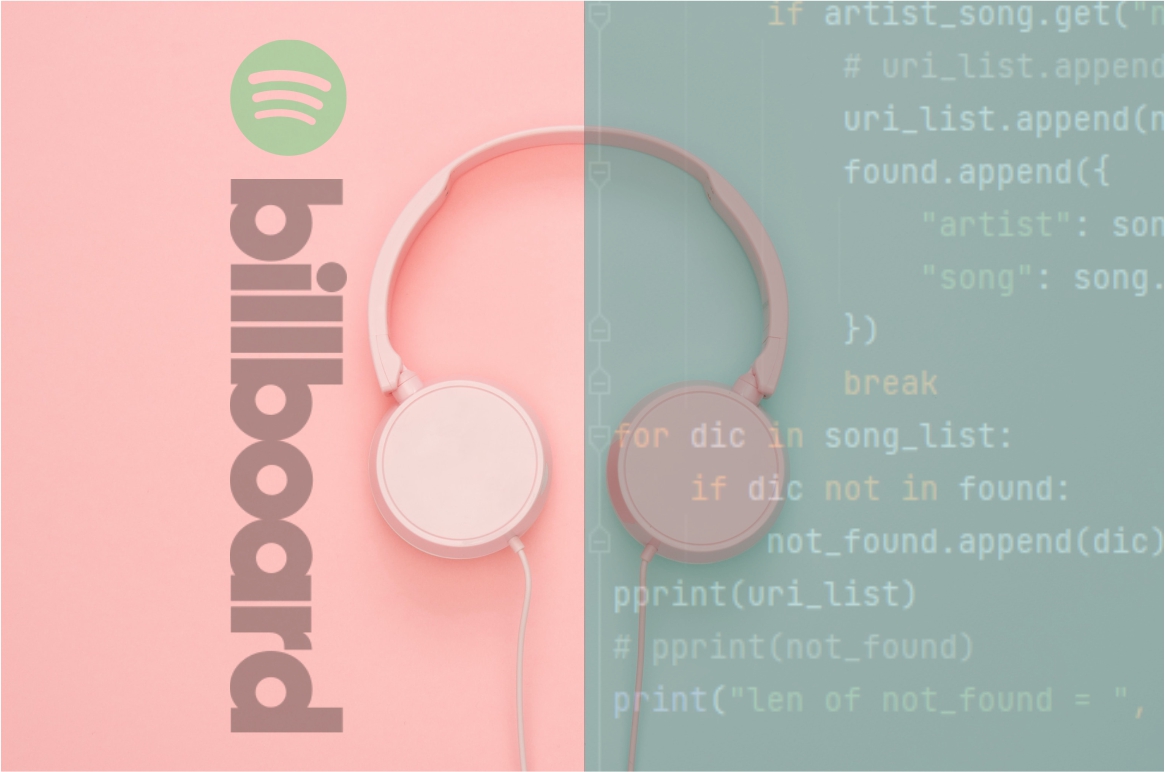 billboard
if artist_song.get("n
# uri_list.append
uri_list.append(n
found.append({
"artist": son
"song": song.
})
break
for dic in song_list:
if dic not in found:
not_found.append(dic)
pprint(uri_list)
# pprint(not_found)
print("len of not_found = ",